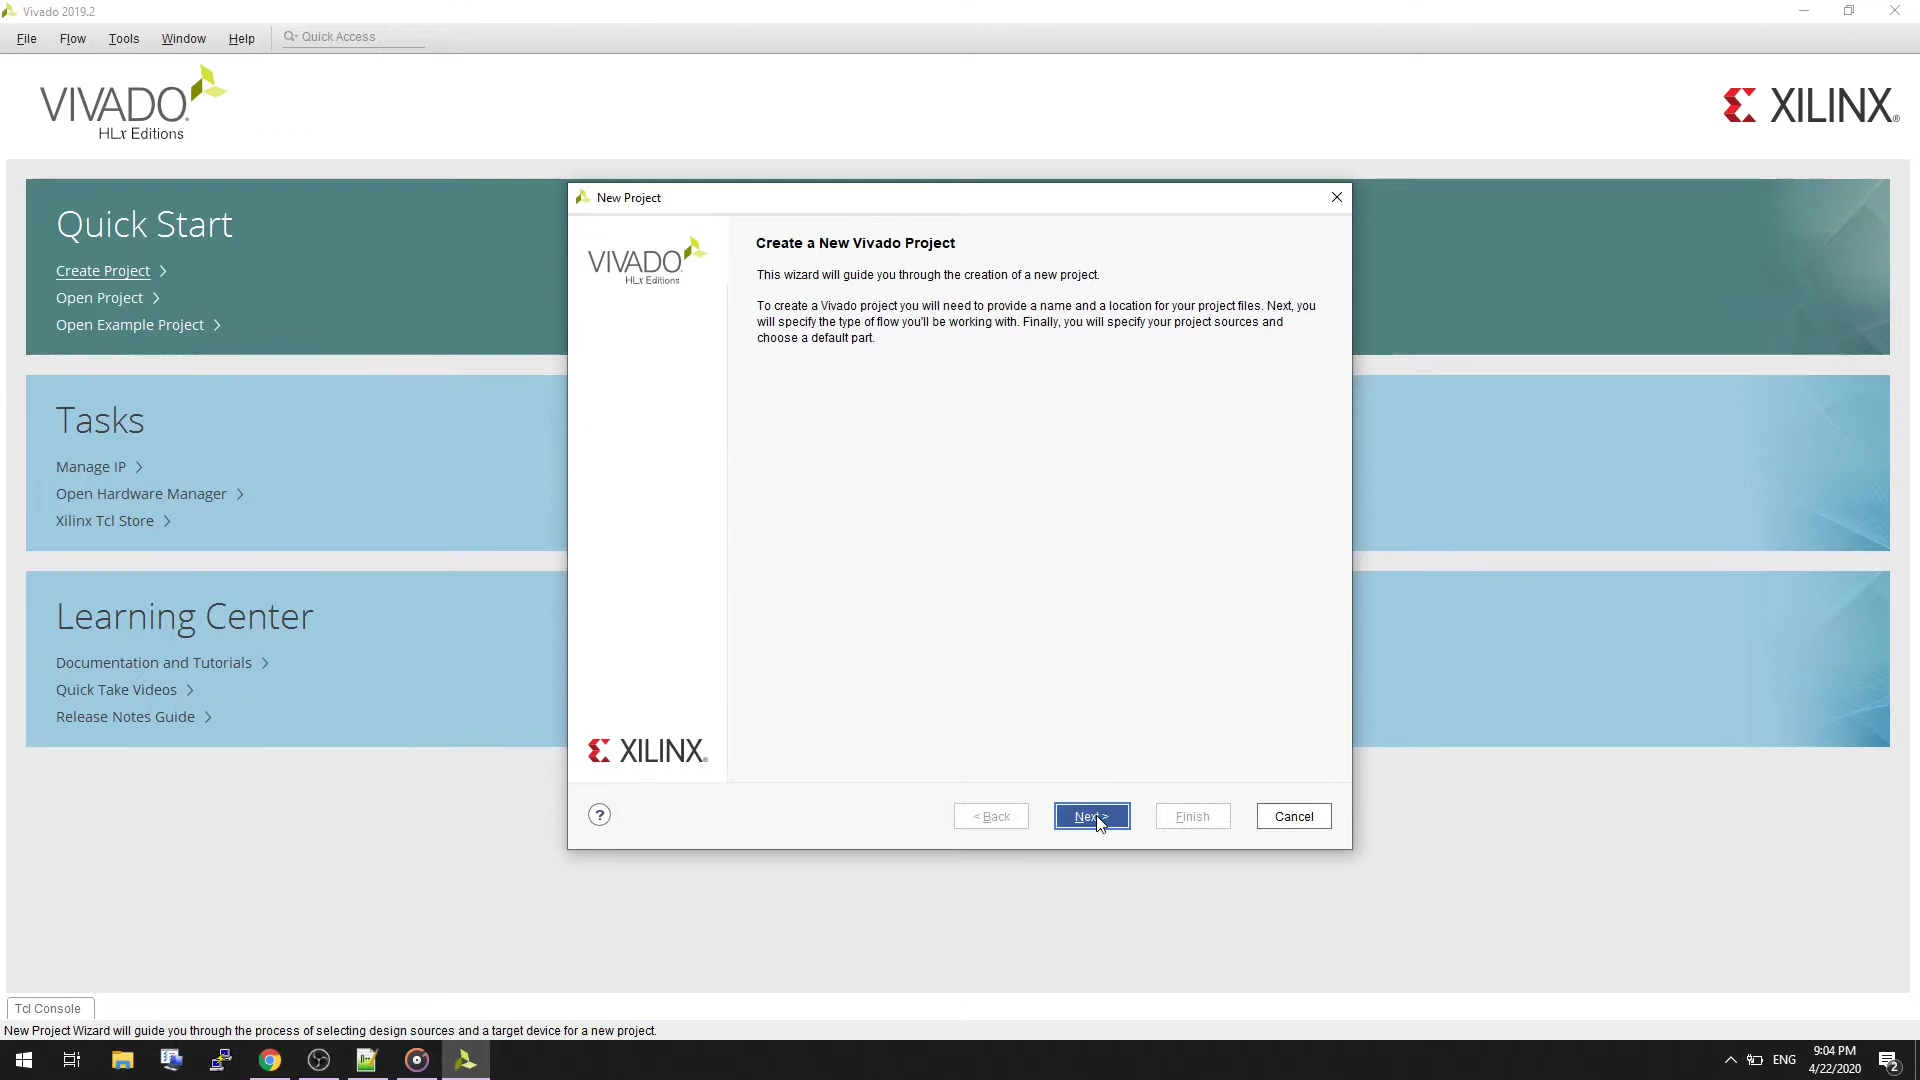 Vivado 2019.2
File Flow Tools Window Help Quick Access
VIVADO.
HLx Editions
XILINX®
Quick Start
Create Project
Open Project
Open Example Project
Tasks
Manage IP
Open Hardware Manager
Xilinx Tcl Store
Learning Center
Documentation and Tutorials
Quick Take Videos
Release Notes Guide
New Project
VIVADO.
HLx Editions
Create a New Vivado Project
This wizard will guide you through the creation of a new project.
To create a Vivado project you will need to provide a name and a location for your project files. Next, you
will specify the type of flow you'll be working with. Finally, you will specify your project sources and
choose a default part.
XILINX®
? < Back Next > Finish Cancel
Tcl Console
New Project Wizard will guide you through the process of selecting design sources and a target device for a new project.
ENG 9:04 PM
4/22/2020 2